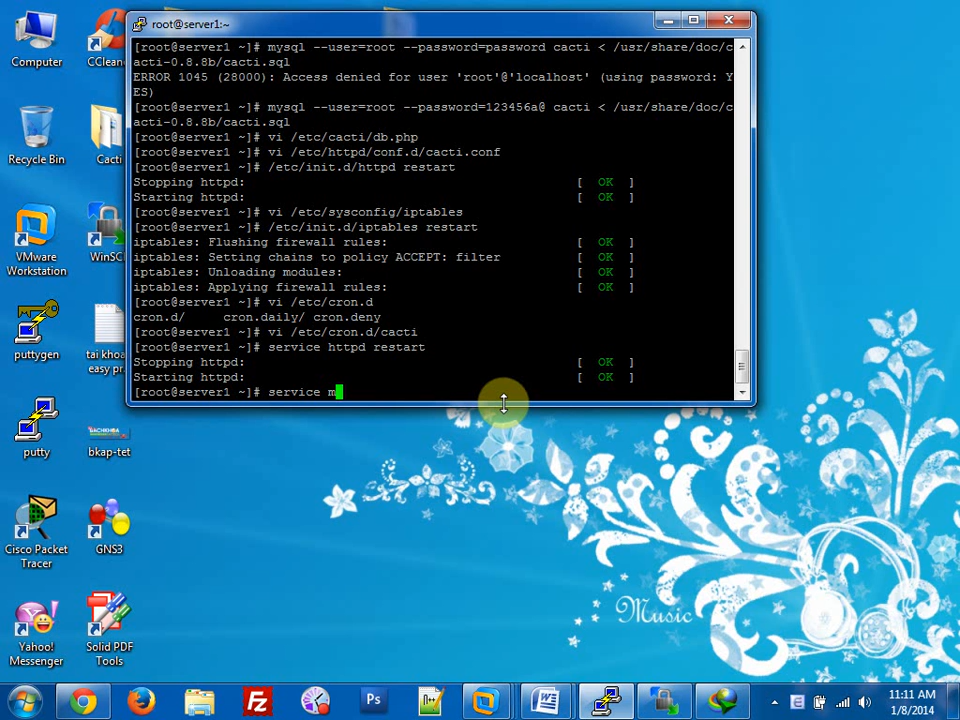 root@server1:~
[root@server1 ~]# mysql --user=root --password=password cacti < /usr/share/doc/c
acti-0.8.8b/cacti.sql
ERROR 1045 (28000): Access denied for user 'root'@'localhost' (using password: Y
ES)
[root@server1 ~]# mysql --user=root --password=123456a@ cacti < /usr/share/doc/c
acti-0.8.8b/cacti.sql
[root@server1 ~]# vi /etc/cacti/db.php
[root@server1 ~]# vi /etc/httpd/conf.d/cacti.conf
[root@server1 ~]# /etc/init.d/httpd restart
Stopping httpd: [ OK ]
Starting httpd: [ OK ]
[root@server1 ~]# vi /etc/sysconfig/iptables
[root@server1 ~]# /etc/init.d/iptables restart
iptables: Flushing firewall rules: [ OK ]
iptables: Setting chains to policy ACCEPT: filter [ OK ]
iptables: Unloading modules: [ OK ]
iptables: Applying firewall rules: [ OK ]
[root@server1 ~]# vi /etc/cron.d
cron.d/ cron.daily/ cron.deny
[root@server1 ~]# vi /etc/cron.d/cacti
[root@server1 ~]# service httpd restart
Stopping httpd: [ OK ]
Starting httpd: [ OK ]
[root@server1 ~]# service m
Computer
CClean
Recycle Bin
Cacti
VMware
Workstation
WinSC
puttygen
tai khoa
easy pr
putty
bkap-tet
Cisco Packet
Tracer
GNS3
Yahoo!
Messenger
Solid PDF
Tools
Music
11:11 AM
1/8/2014